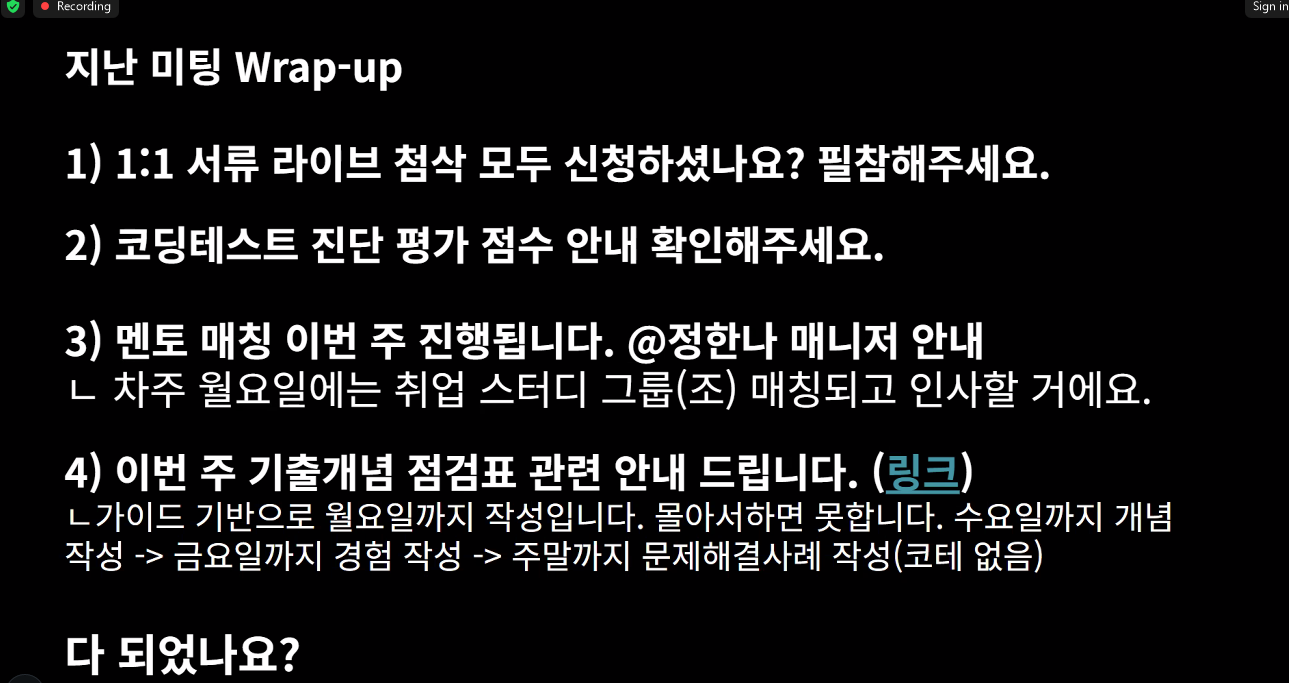 Recording
Sign in
지난 미팅 Wrap-up
1) 1:1 서류 라이브 첨삭 모두 신청하셨나요? 필참해주세요.
2) 코딩테스트 진단 평가 점수 안내 확인해주세요.
3) 멘토 매칭 이번 주 진행됩니다. @정한나 매니저 안내
ㄴ 차주 월요일에는 취업 스터디 그룹(조) 매칭되고 인사할 거에요.
4) 이번 주 기출개념 점검표 관련 안내 드립니다. (링크)
ㄴ가이드 기반으로 월요일까지 작성입니다. 몰아서하면 못합니다. 수요일까지 개념
작성 -> 금요일까지 경험 작성 -> 주말까지 문제해결사례 작성(코테 없음)
다 되었나요?